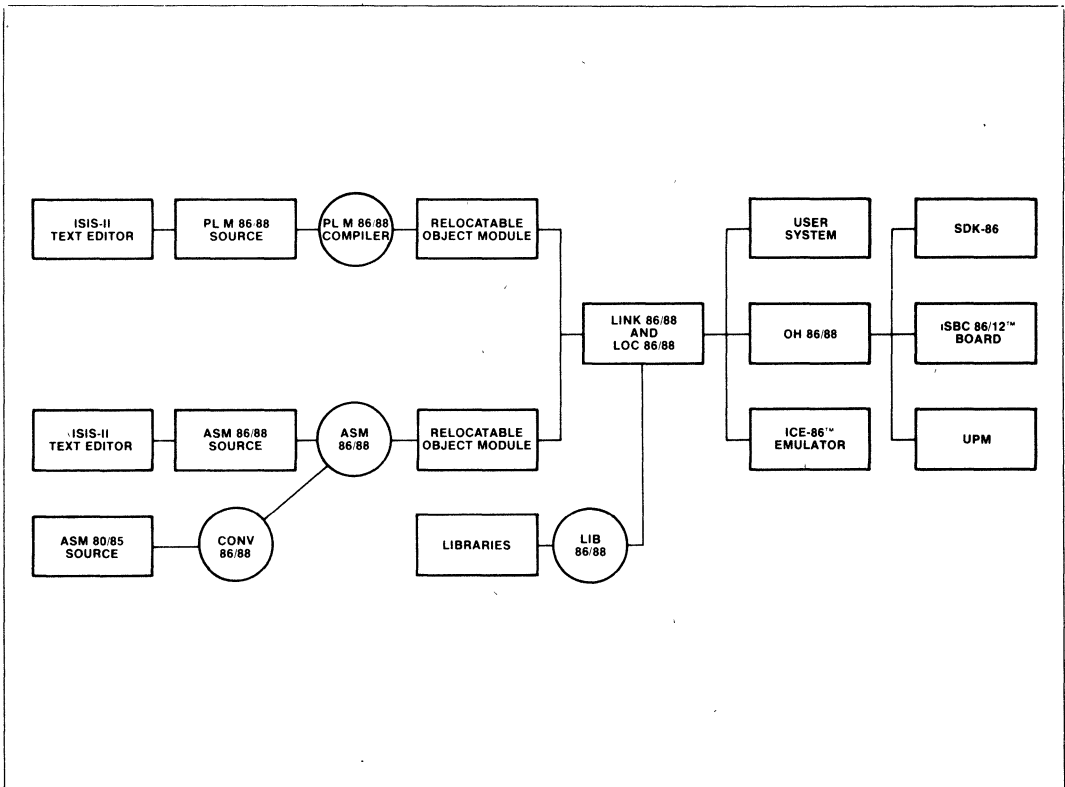 ISIS-II
TEXT EDITOR
PL M 86/88
SOURCE
PL M 86/88
COMPILER
RELOCATABLE
OBJECT MODULE
USER
SYSTEM
SDK-86
LINK 86/88
AND
LOC 86/88
OH 86/88
iSBC 86/12™
BOARD
ISIS-II
TEXT EDITOR
ASM 86/88
SOURCE
ASM
86/88
RELOCATABLE
OBJECT MODULE
ICE-86™
EMULATOR
UPM
ASM 80/85
SOURCE
CONV
86/88
LIBRARIES
LIB
86/88